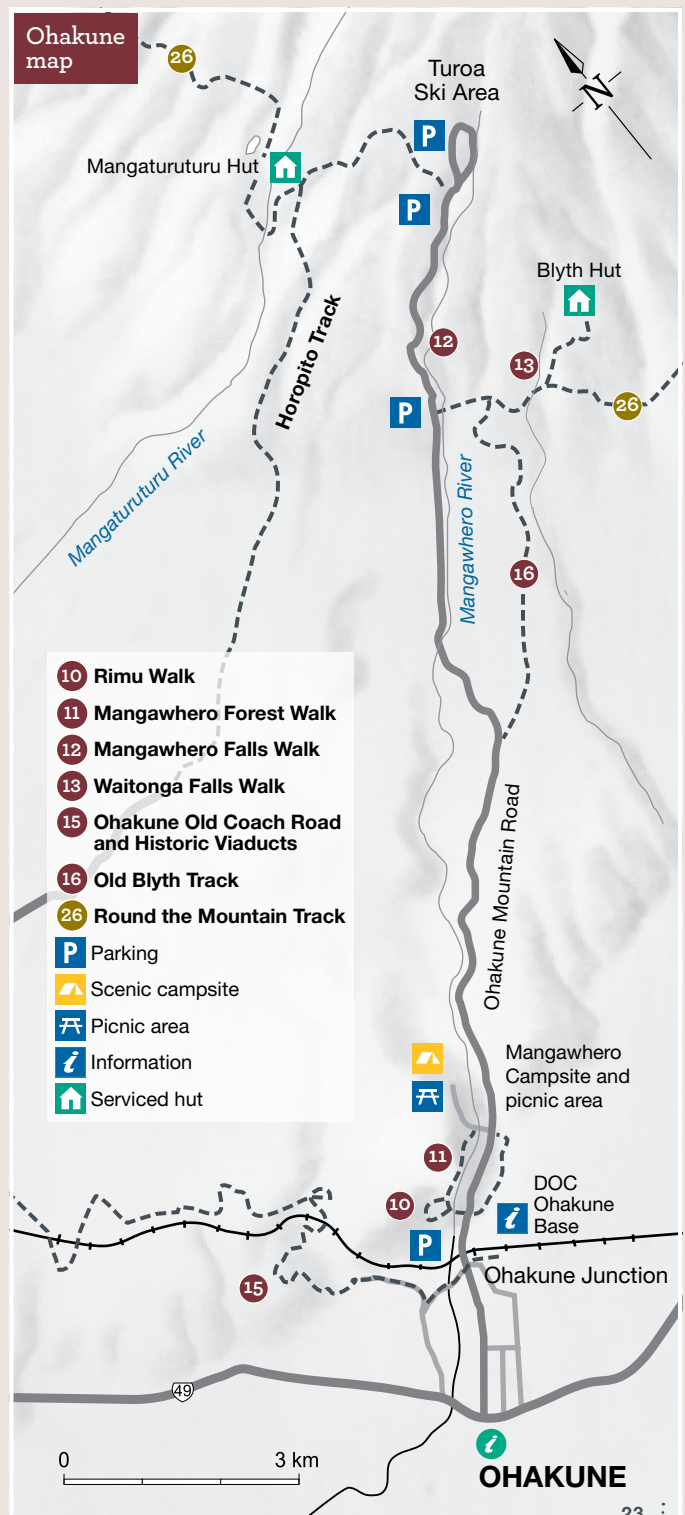 Ohakune
map
26
Turoa
Ski Area
N
P
Mangaturuturu Hut
P
Blyth Hut
Horopito Track
12
13
P
26
Mangaturuturu River
Mangawhero River
16
10 Rimu Walk
11 Mangawhero Forest Walk
12 Mangawhero Falls Walk
13 Waitonga Falls Walk
15 Ohakune Old Coach Road
and Historic Viaducts
16 Old Blyth Track
26 Round the Mountain Track
P Parking
Scenic campsite
Picnic area
i Information
Serviced hut
Ohakune Mountain Road
Mangawhero
Campsite and
picnic area
11
10
DOC
Ohakune
Base
i
P
Ohakune Junction
15
49
i
OHAKUNE
0 3 km
23